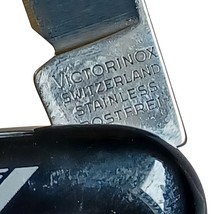 VICTORINOX
SWITZERLAND
STAINLESS
ROSTFREI